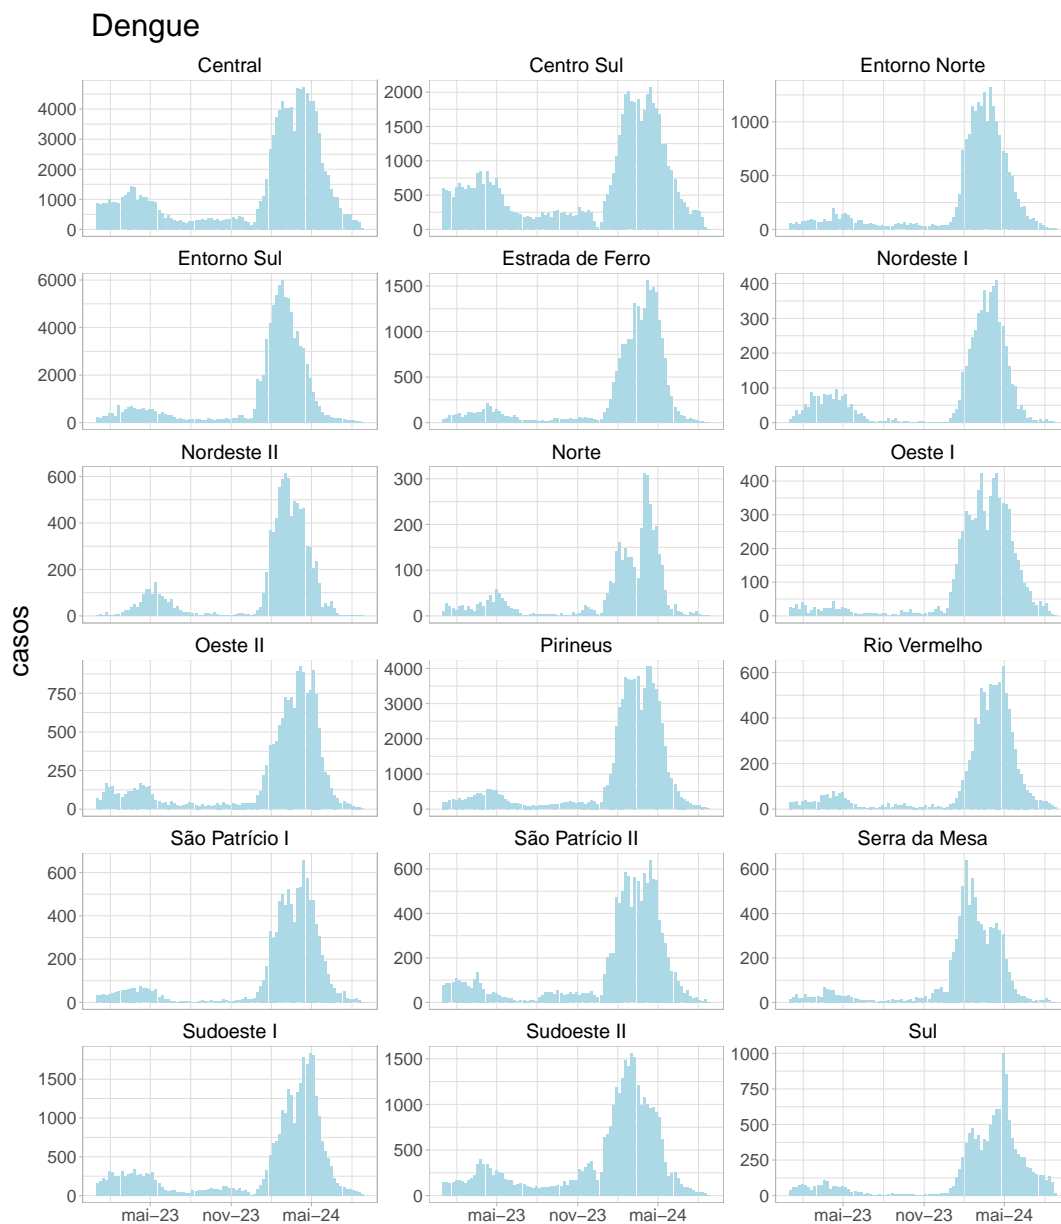 Dengue
Central Centro Sul Entorno Norte
4000 2000
3000 1500 1000
2000 1000
1000 500 500
0 0 0
Entorno Sul Estrada de Ferro Nordeste I
6000 1500 400
4000 1000 300
200
2000 500 100
0 0 0
Nordeste II Norte Oeste I
600 300 400
400 200 300
200
200 100 100
0 0 0
casos
Oeste II Pirineus Rio Vermelho
750 4000 600
3000
500 2000 400
250 1000 200
0 0 0
São Patrício I São Patrício II Serra da Mesa
600 600 600
400 400 400
200 200 200
0 0 0
Sudoeste I Sudoeste II Sul
1500 1500 1000
1000 1000 750
500
500 500 250
0 0 0
mai–23 nov–23 mai–24 mai–23 nov–23 mai–24 mai–23 nov–23 mai–24